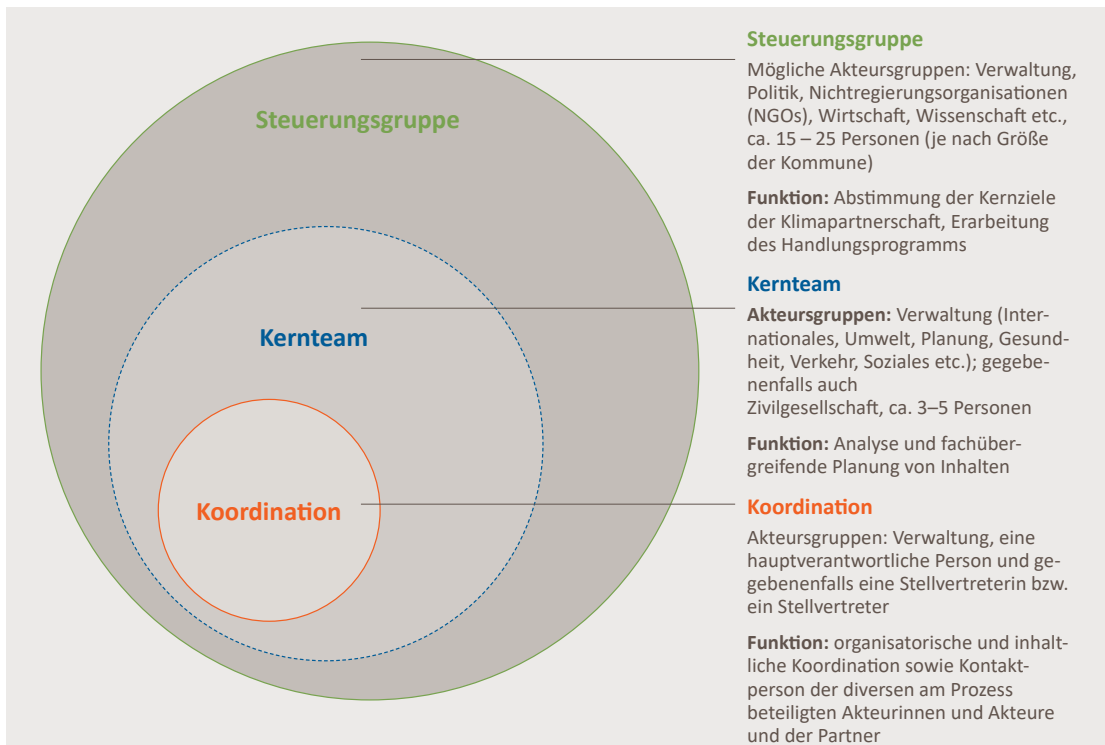 Steuerungsgruppe
Kernteam
Koordination
Steuerungsgruppe
Mögliche Akteursgruppen: Verwaltung,
Politik, Nichtregierungsorganisationen
(NGOs), Wirtschaft, Wissenschaft etc.,
ca. 15 – 25 Personen (je nach Größe
der Kommune)
Funktion: Abstimmung der Kernziele
der Klimapartnerschaft, Erarbeitung
des Handlungsprogramms
Kernteam
Akteursgruppen: Verwaltung (Inter-
nationales, Umwelt, Planung, Gesund-
heit, Verkehr, Soziales etc.); gegebe-
nenfalls auch
Zivilgesellschaft, ca. 3–5 Personen
Funktion: Analyse und fachüber-
greifende Planung von Inhalten
Koordination
Akteursgruppen: Verwaltung, eine
hauptverantwortliche Person und ge-
gebenenfalls eine Stellvertreterin bzw.
ein Stellvertreter
Funktion: organisatorische und inhalt-
liche Koordination sowie Kontakt-
person der diversen am Prozess
beteiligten Akteurinnen und Akteure
und der Partner